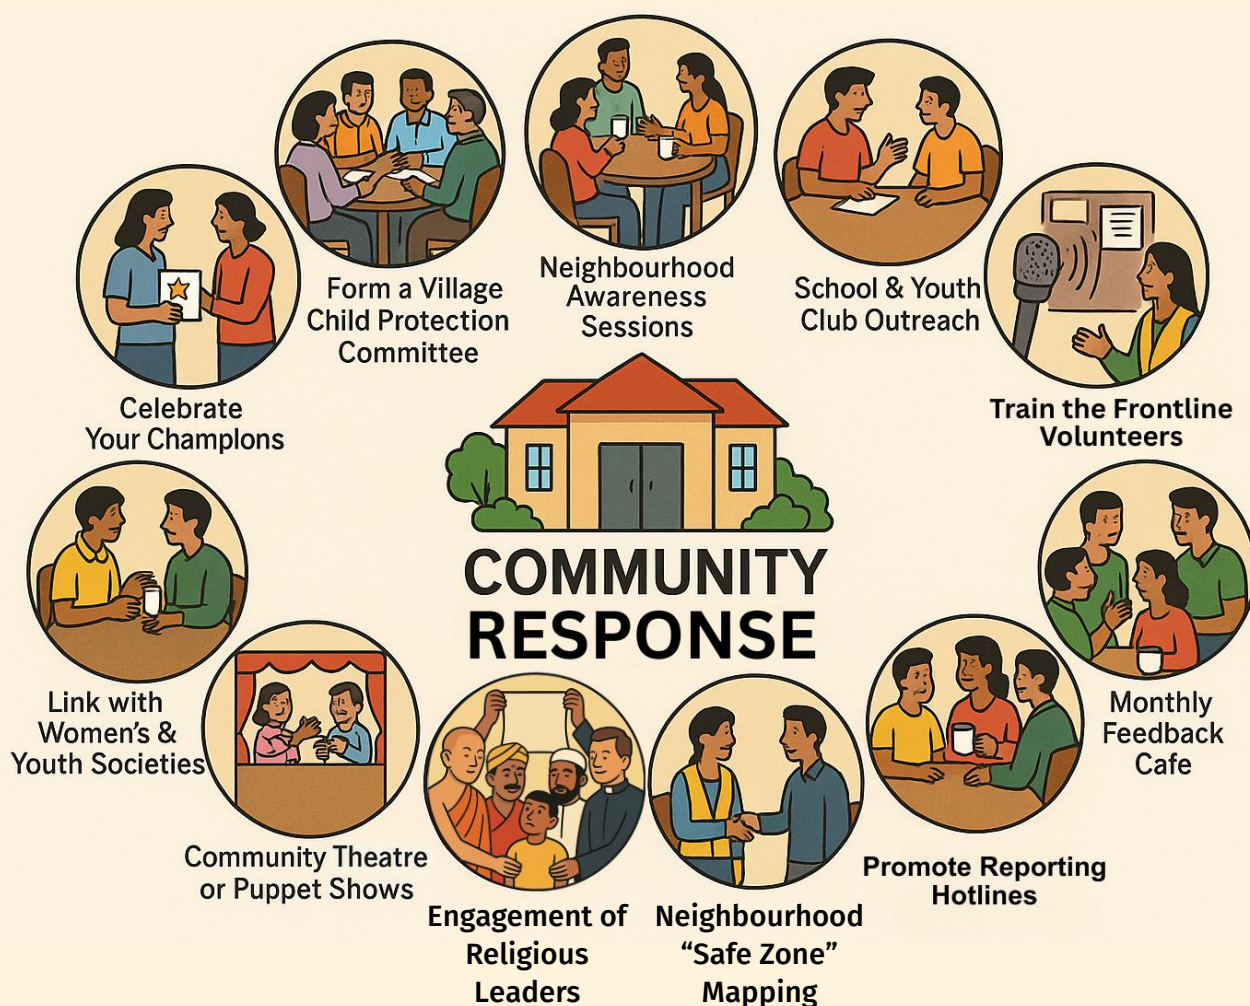 Neighbourhood
Awareness
Sessions
Form a Village
Child Protection
Committee
School & Youth
Club Outreach
Celebrate
Your Champlons
Train the Frontline
Volunteers
COMMUNITY
RESPONSE
Link with
Women's &
Youth Societies
Monthly
Feedback
Cafe
Community Theatre
or Puppet Shows
Promote Reporting
Hotlines
Engagement of
Religious
Leaders
Neighbourhood
“Safe Zone”
Mapping